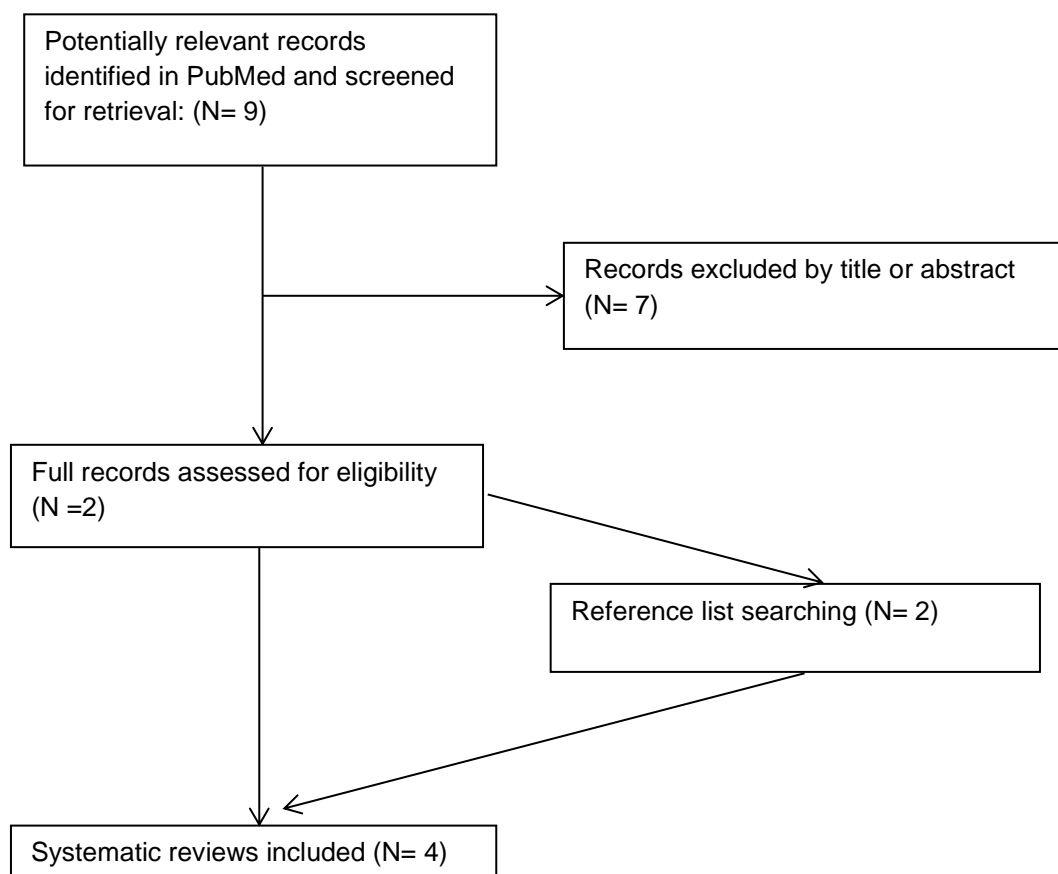 Potentially relevant records
identified in PubMed and screened
for retrieval: (N= 9)
Records excluded by title or abstract
(N= 7)
Full records assessed for eligibility
(N =2)
Reference list searching (N= 2)
Systematic reviews included (N= 4)